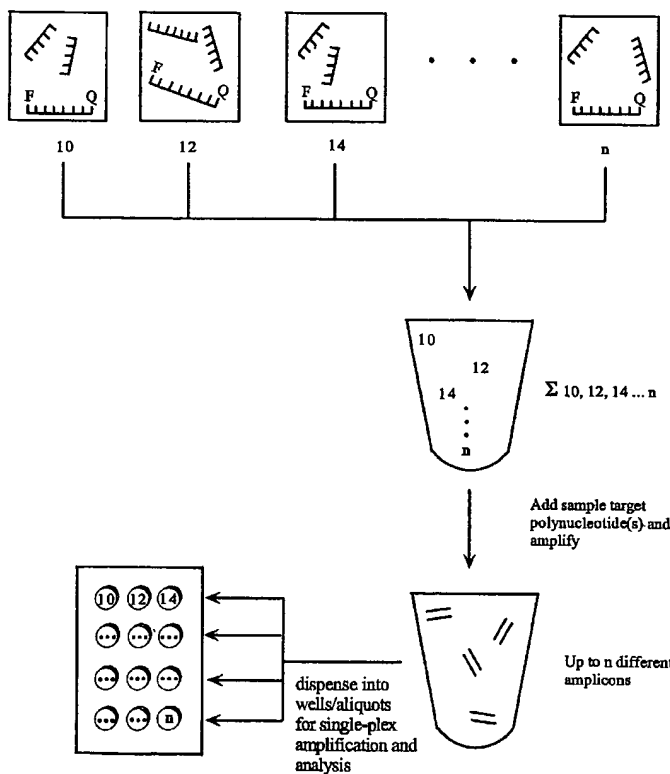 F Q
F Q
F Q
F Q
10 12 14 n
10
12
14
n
Σ 10, 12, 14 ... n
Add sample target
polynucleotide(s) and
amplify
10 12 14
n
Up to n different
amplicons
dispense into
wells/aliquots
for single-plex
amplification and
analysis